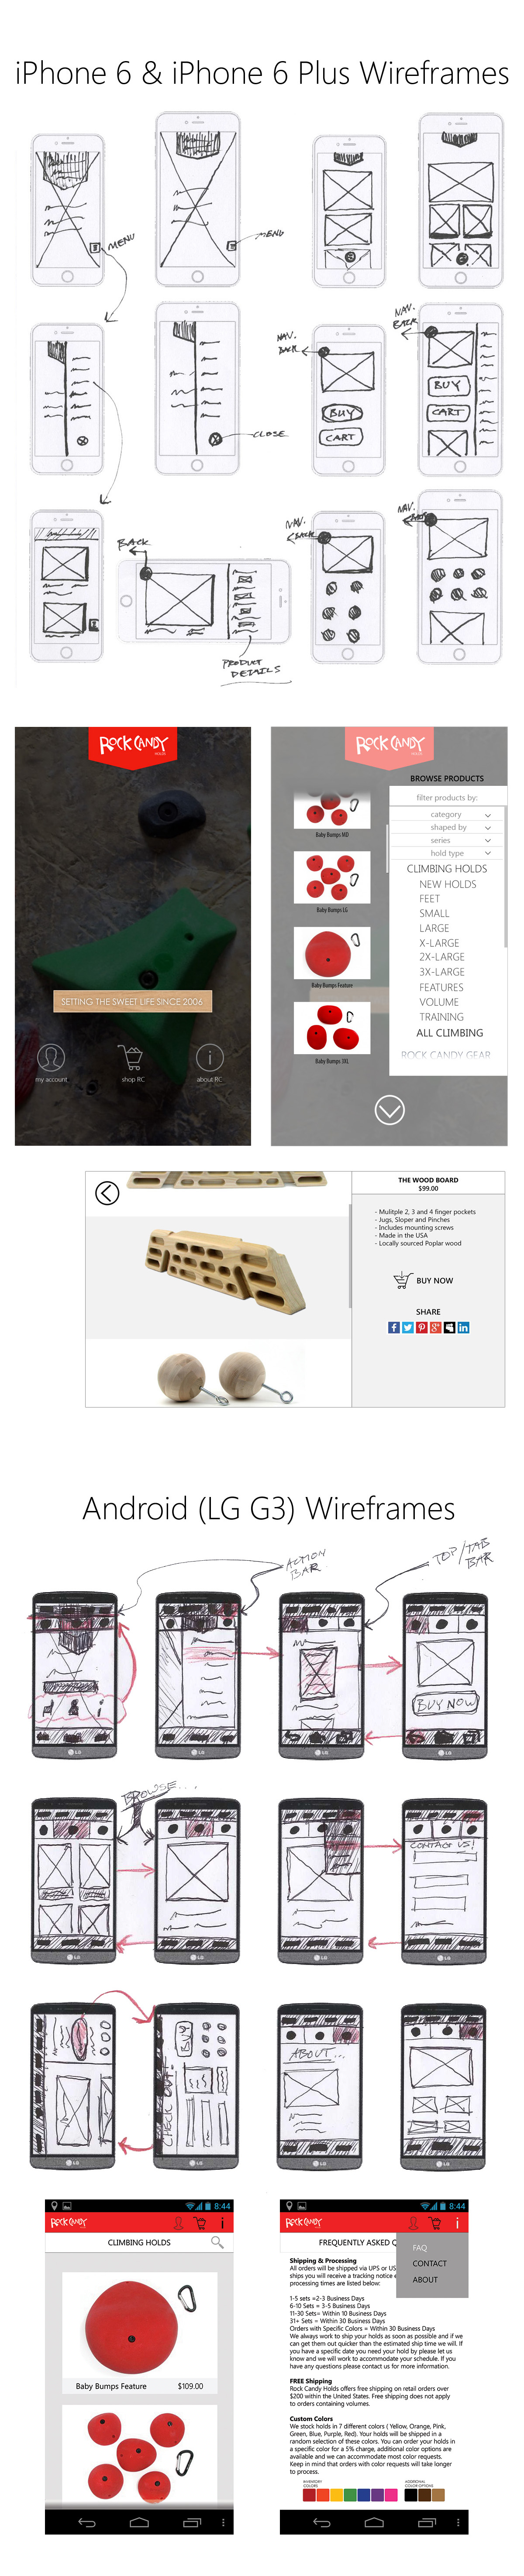 iPhone 6 & iPhone 6 Plus Wireframes
MENU
MENU
CLOSE
NAV.
BACK
BUY
CART
NAV.
BACK
BUY
CART
BACK
PRODUCT
DETAILS
NAV.
BACK
NAV.
BACK
ROCK CANDY
HOLDS
SETTING THE SWEET LIFE SINCE 2006
my account
shop RC
about RC
ROCK CANDY
BROWSE PRODUCTS
filter products by:
category
shaped by
series
hold type
CLIMBING HOLDS
NEW HOLDS
FEET
SMALL
LARGE
X-LARGE
2X-LARGE
3X-LARGE
FEATURES
VOLUME
TRAINING
ALL CLIMBING
ROCK CANDY GEAR
Baby Bumps MD
Baby Bumps LG
Baby Bumps Feature
Baby Bumps 2XL
THE WOOD BOARD
$99.00
- Mulitple 2, 3 and 4 finger pockets
- Jugs, Sloper and Pinches
- Includes mounting screws
- Made in the USA
- Locally sourced Poplar wood
BUY NOW
SHARE
Android (LG G3) Wireframes
ACTION
BAR
TOP/TAB
BAR
BUY NOW
LG
LG
LG
LG
BROWSE...
CONTACT US!
LG
LG
LG
LG
CHECK OUT
ABOUT...
LG
LG
LG
LG
8:44
ROCK CANDY
CLIMBING HOLDS
Baby Bumps Feature $109.00
8:44
ROCK CANDY
FREQUENTLY ASKED Q
FAQ
CONTACT
ABOUT
Shipping & Processing
All orders will be shipped via UPS or US
ships you will receive a tracking notice
processing times are listed below:
1-5 sets =2-3 Business Days
6-10 Sets = 3-5 Business Days
11-30 Sets= Within 10 Business Days
31+ Sets = Within 30 Business Days
Orders with Specific Colors = Within 30 Business Days
We always work to ship your holds as soon as possible and if we
can get them out quicker than the estimated ship time we will. If
you have a specific date you need your hold by please let us
know and we will work to accommodate your schedule. If you
have any questions please contact us for more information.
FREE Shipping
Rock Candy Holds offers free shipping on retail orders over
$200 within the United States. Free shipping does not apply
to orders containing volumes.
Custom Colors
We stock holds in 7 different colors ( Yellow, Orange, Pink,
Green, Blue, Purple, Red). Your holds will be shipped in a
random selection of these colors. You can order your holds in
a specific color for a 5% charge, additional color options are
available and we can accommodate most color requests.
Keep in mind that orders with color requests will take longer
to process.
INVENTORY
COLORS
ADDITIONAL
COLOR OPTIONS